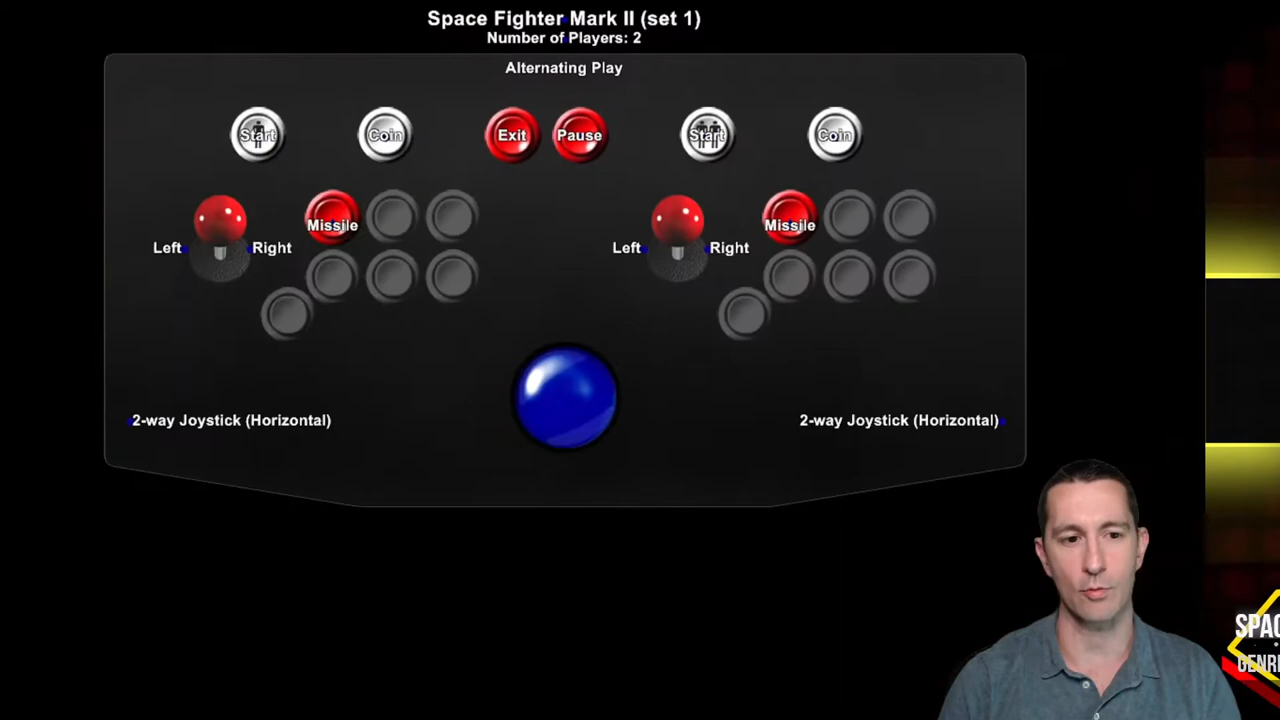 Space Fighter Mark II (set 1)
Number of Players: 2
Alternating Play
Start Coin Exit Pause Start Coin
Missile Missile
Left Right Left Right
2-way Joystick (Horizontal) 2-way Joystick (Horizontal)